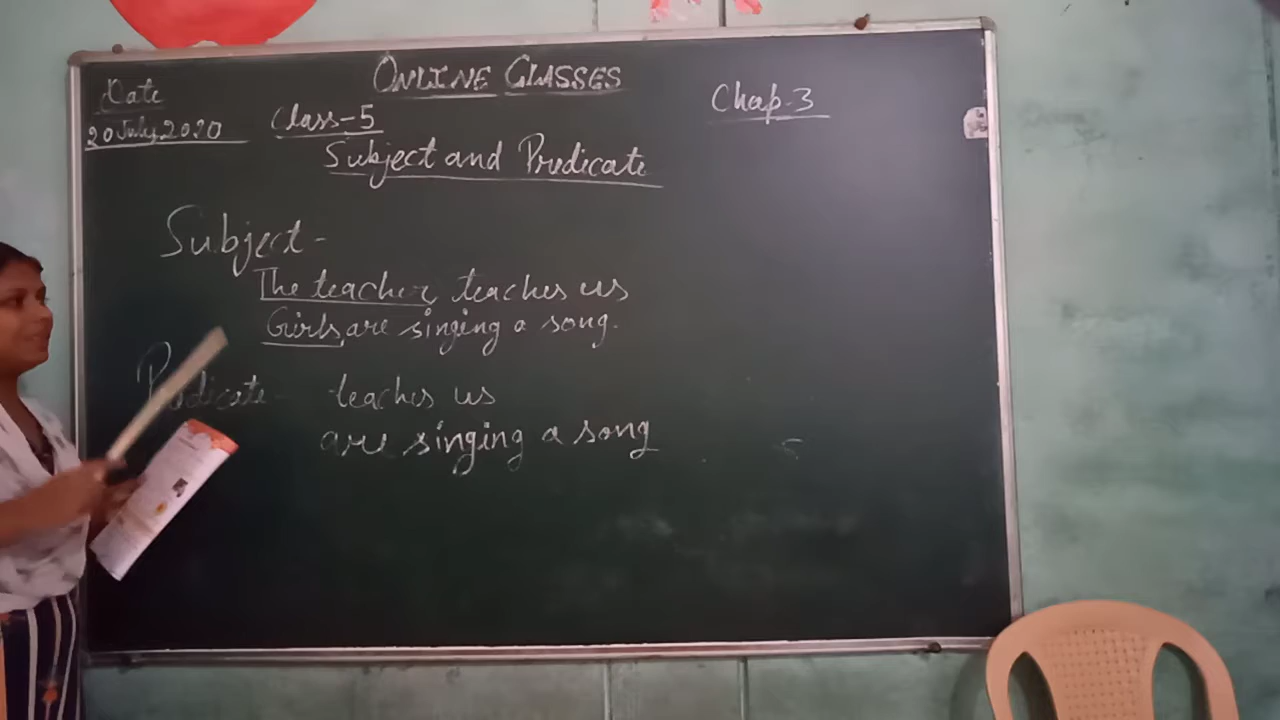 ONLINE CLASSES
Date
20 July 2020
Class-5
Chap-3
Subject and Predicate
Subject-
The teacher, teaches us
Girls, are singing a song.
Predicate- teaches us
are singing a song